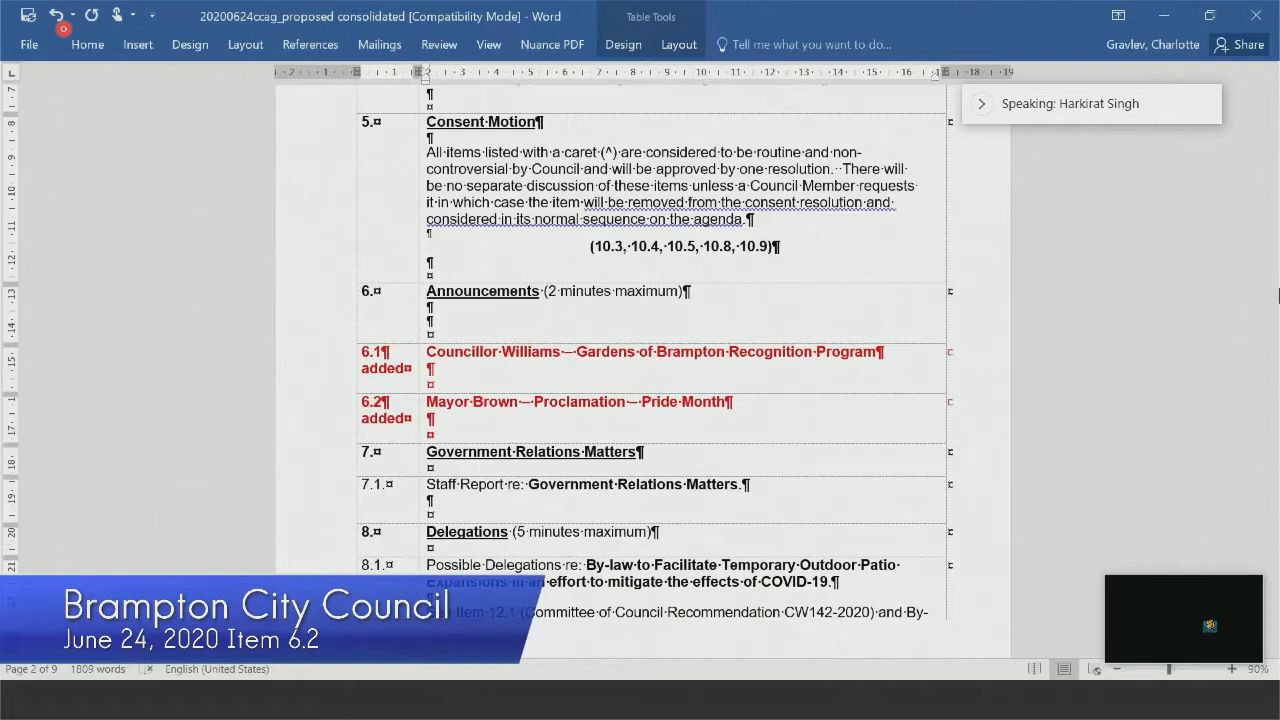 20200624ccag_proposed consolidated [Compatibility Mode] - Word
Table Tools
File Home Insert Design Layout References Mailings Review View Nuance PDF Design Layout Tell me what you want to do... Gravlev, Charlotte Share
Speaking: Harkirat Singh
5. Consent Motion
All items listed with a caret (^) are considered to be routine and non-
controversial by Council and will be approved by one resolution. There will
be no separate discussion of these items unless a Council Member requests
it in which case the item will be removed from the consent resolution and
considered in its normal sequence on the agenda.
(10.3, 10.4, 10.5, 10.8, 10.9)
6. Announcements (2 minutes maximum)
6.1 Councillor Williams – Gardens of Brampton Recognition Program
added
6.2 Mayor Brown – Proclamation – Pride Month
added
7. Government Relations Matters
7.1. Staff Report re: Government Relations Matters.
8. Delegations (5 minutes maximum)
8.1. Possible Delegations re: By-law to Facilitate Temporary Outdoor Patio
Expansions in an effort to mitigate the effects of COVID-19.
Item 12.1 (Committee of Council Recommendation CW142-2020) and By-
Brampton City Council
June 24, 2020 Item 6.2
Page 2 of 9 1809 words English (United States) 90%